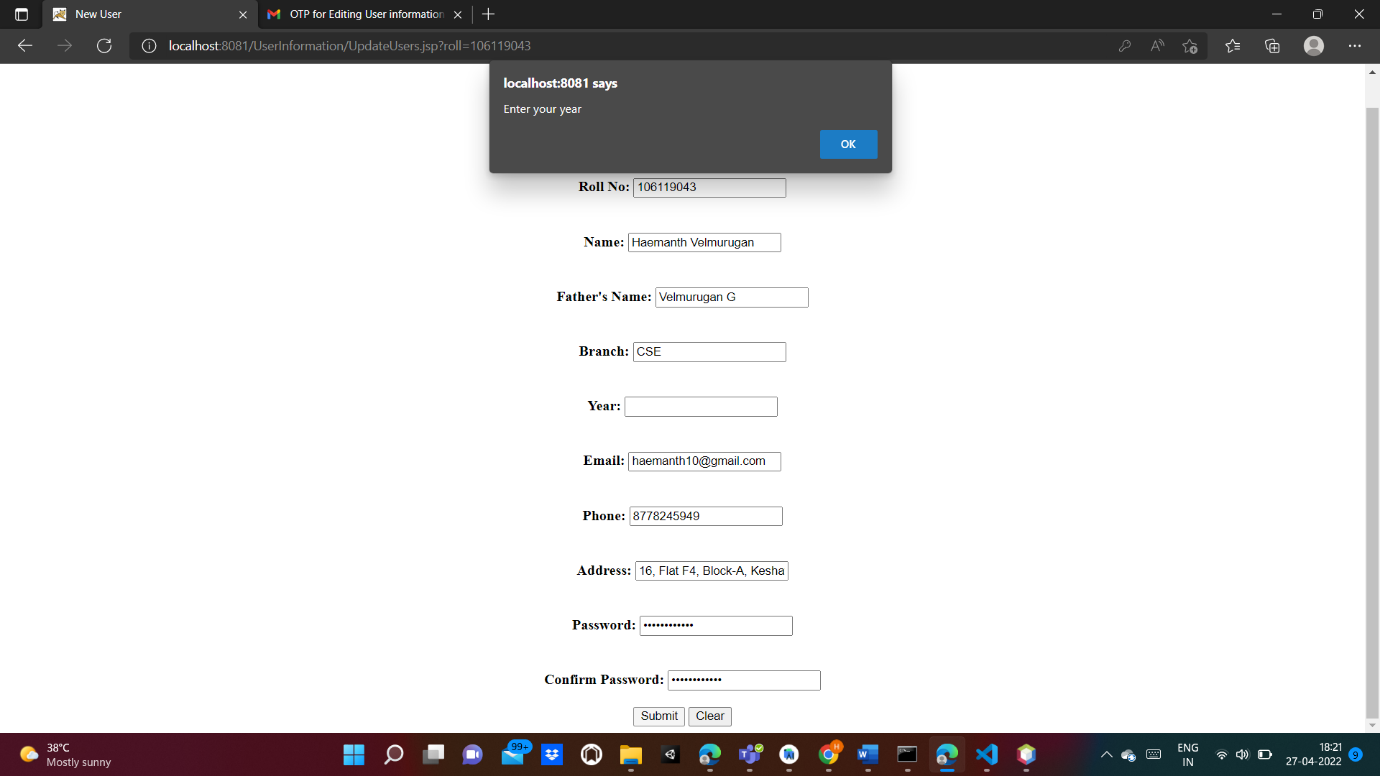 New User
OTP for Editing User information
localhost:8081/UserInformation/UpdateUsers.jsp?roll=106119043
localhost:8081 says
Enter your year
OK
Roll No: 106119043
Name: Haemanth Velmurugan
Father's Name: Velmurugan G
Branch: CSE
Year:
Email: haemanth10@gmail.com
Phone: 8778245949
Address: 16, Flat F4, Block-A, Kesha
Password: ••••••••••••
Confirm Password: ••••••••••••
Submit Clear
38°C
Mostly sunny
99+
H
ENG
IN
18:21
27-04-2022
9